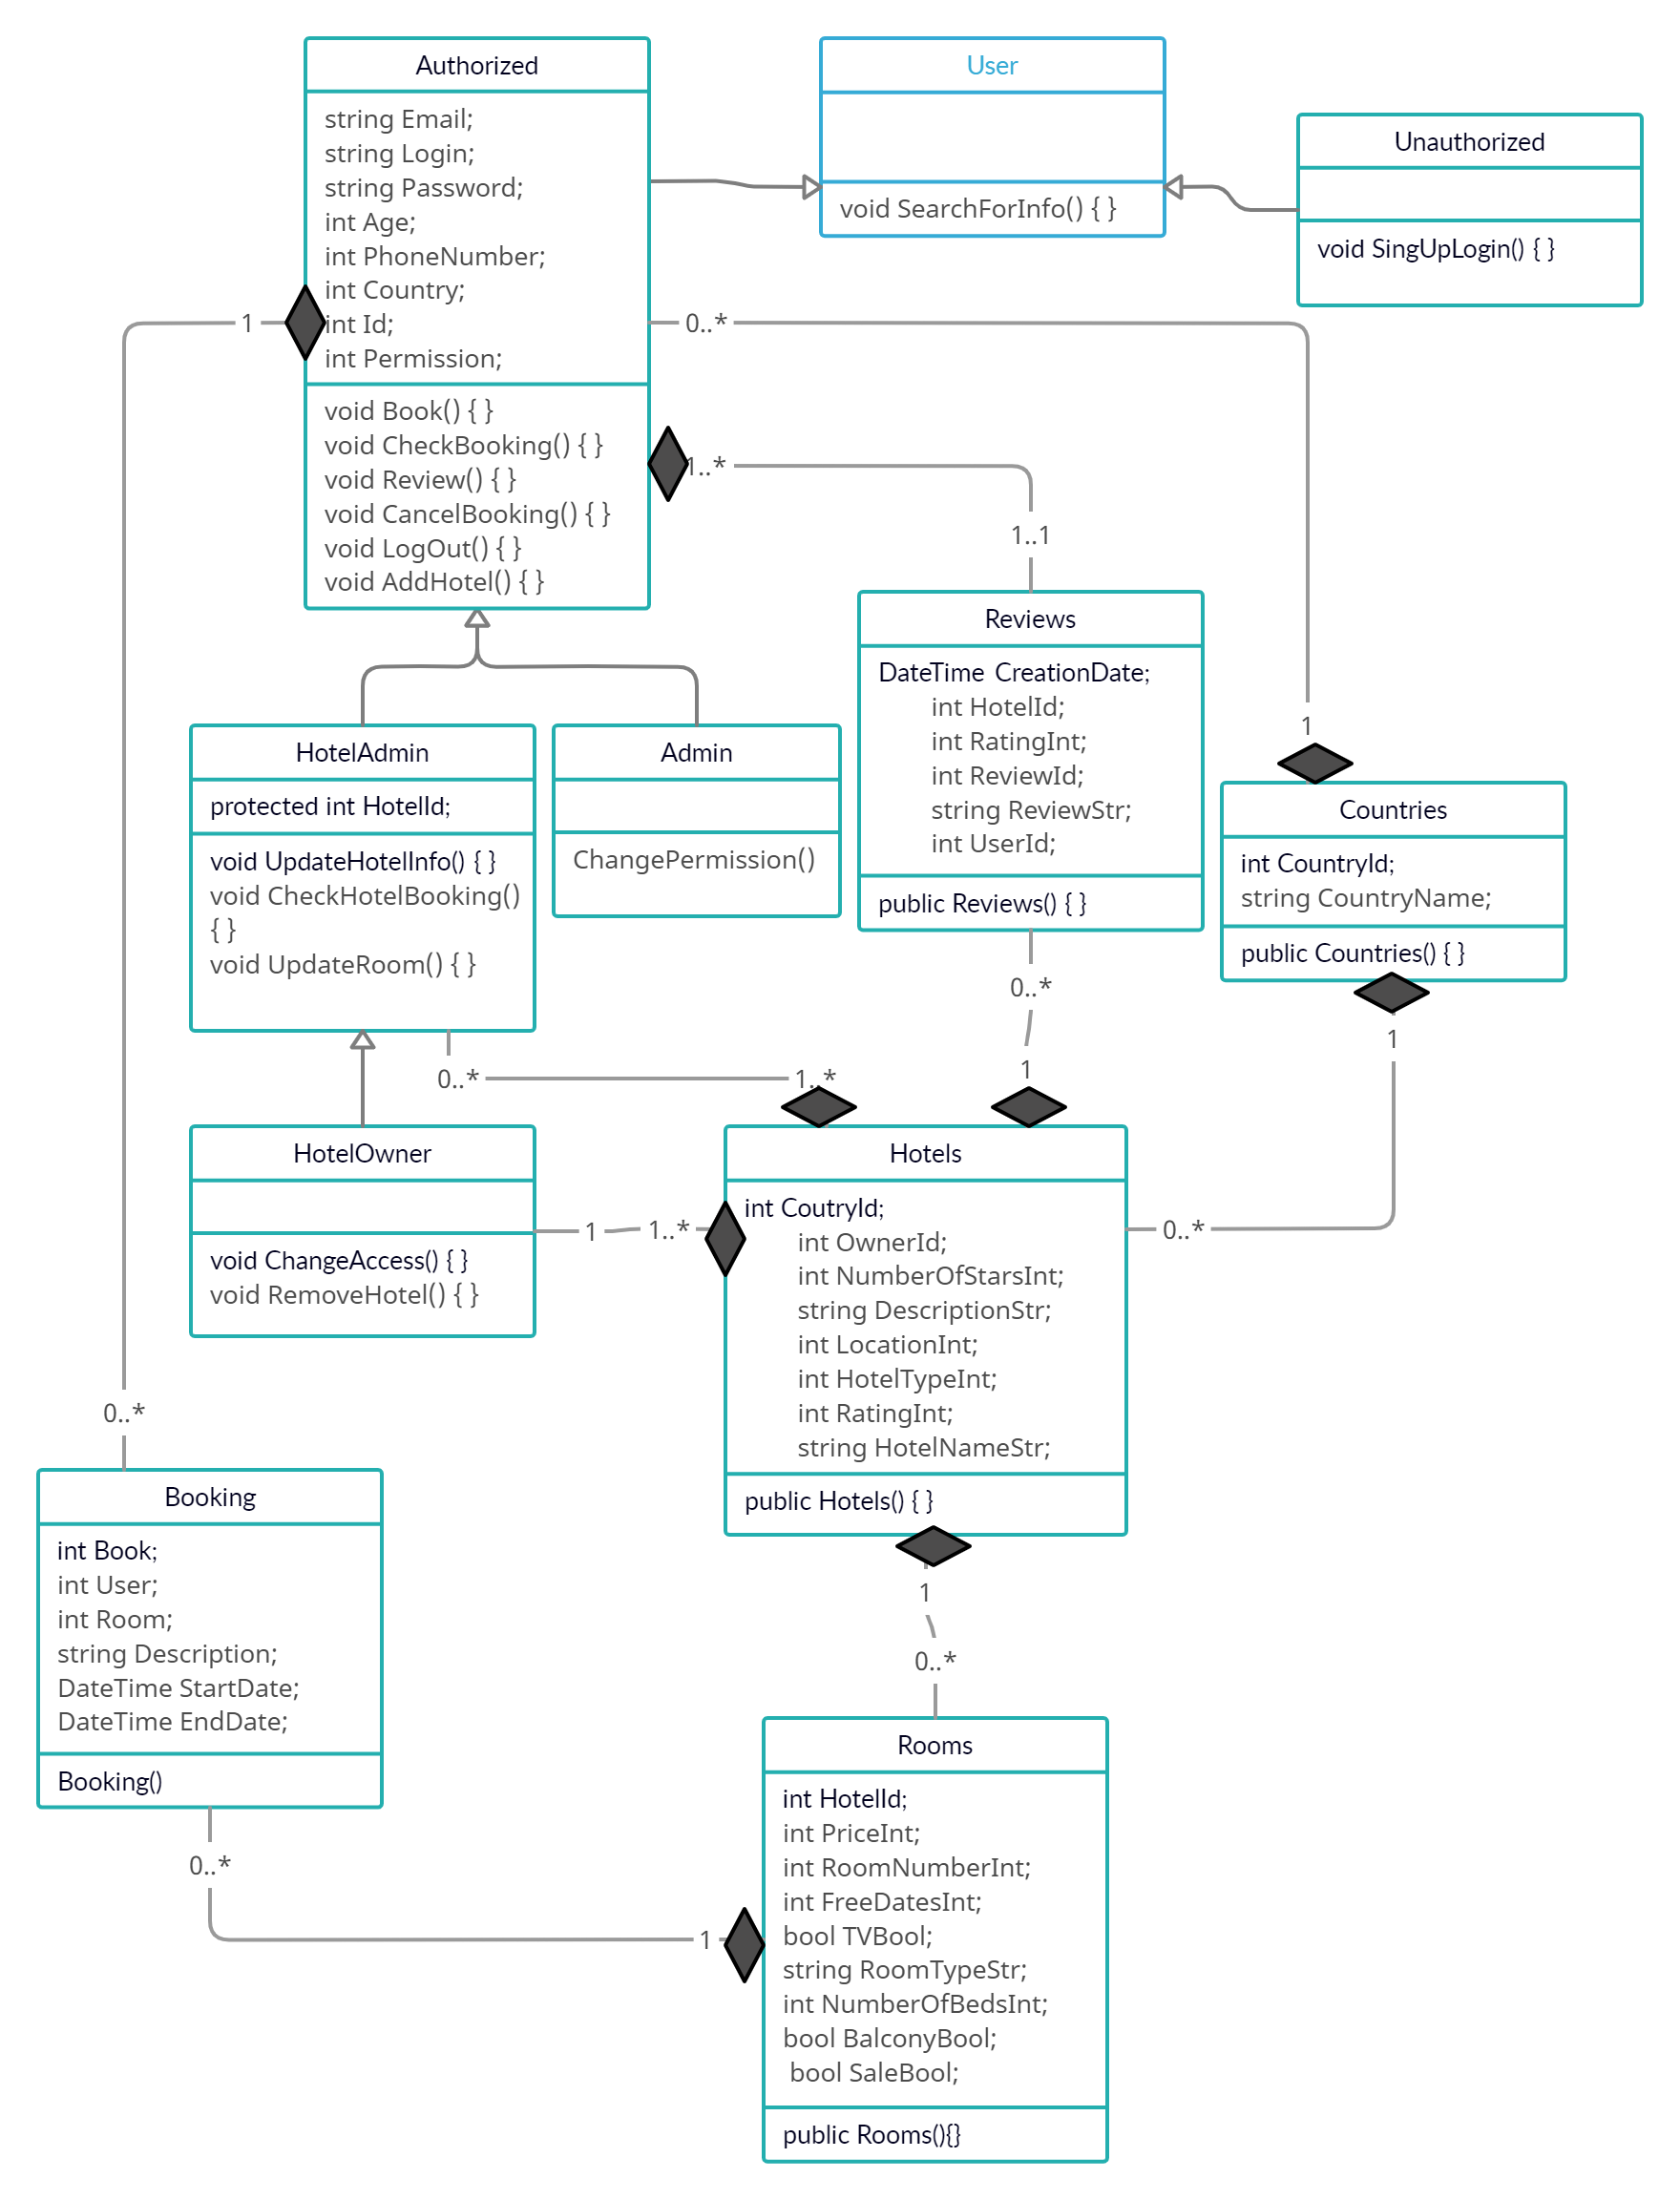 Authorized
string Email;
string Login;
string Password;
int Age;
int PhoneNumber;
int Country;
int Id;
int Permission;
void Book() { }
void CheckBooking() { }
void Review() { }
void CancelBooking() { }
void LogOut() { }
void AddHotel() { }
User
void SearchForInfo() { }
Unauthorized
void SingUpLogin() { }
1
0..*
0..*
1
1..*
1..1
Reviews
DateTime CreationDate;
int HotelId;
int RatingInt;
int ReviewId;
string ReviewStr;
int UserId;
public Reviews() { }
HotelAdmin
protected int HotelId;
void UpdateHotelInfo() { }
void CheckHotelBooking()
{ }
void UpdateRoom() { }
Admin
ChangePermission()
Countries
int CountryId;
string CountryName;
public Countries() { }
0..*
1
1
0..*
0..*
1..*
HotelOwner
void ChangeAccess() { }
void RemoveHotel() { }
1
1..*
Hotels
int CoutryId;
int OwnerId;
int NumberOfStarsInt;
string DescriptionStr;
int LocationInt;
int HotelTypeInt;
int RatingInt;
string HotelNameStr;
public Hotels() { }
Booking
int Book;
int User;
int Room;
string Description;
DateTime StartDate;
DateTime EndDate;
Booking()
1
0..*
0..*
1
Rooms
int HotelId;
int PriceInt;
int RoomNumberInt;
int FreeDatesInt;
bool TVBool;
string RoomTypeStr;
int NumberOfBedsInt;
bool BalconyBool;
bool SaleBool;
public Rooms(){}